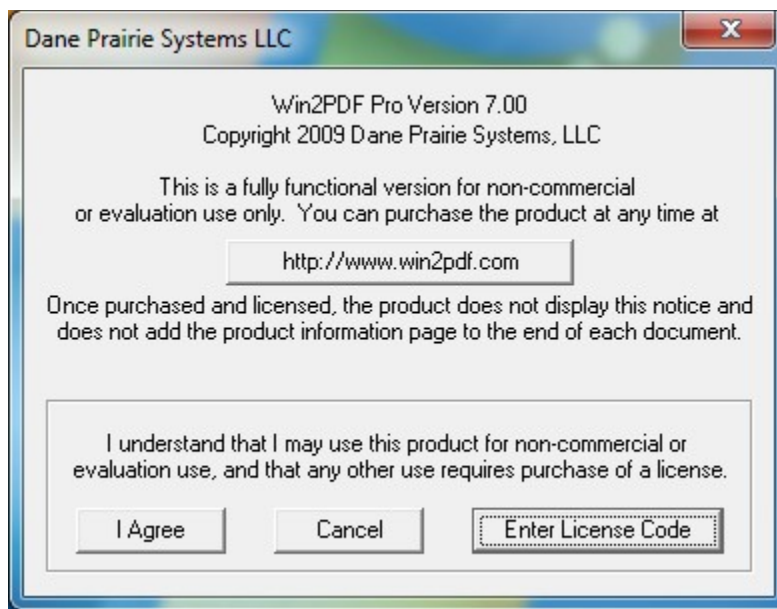 Dane Prairie Systems LLC
Win2PDF Pro Version 7.00
Copyright 2009 Dane Prairie Systems, LLC
This is a fully functional version for non-commercial
or evaluation use only.  You can purchase the product at any time at
http://www.win2pdf.com
Once purchased and licensed, the product does not display this notice and
does not add the product information page to the end of each document.
I understand that I may use this product for non-commercial or
evaluation use, and that any other use requires purchase of a license.
I Agree Cancel Enter License Code